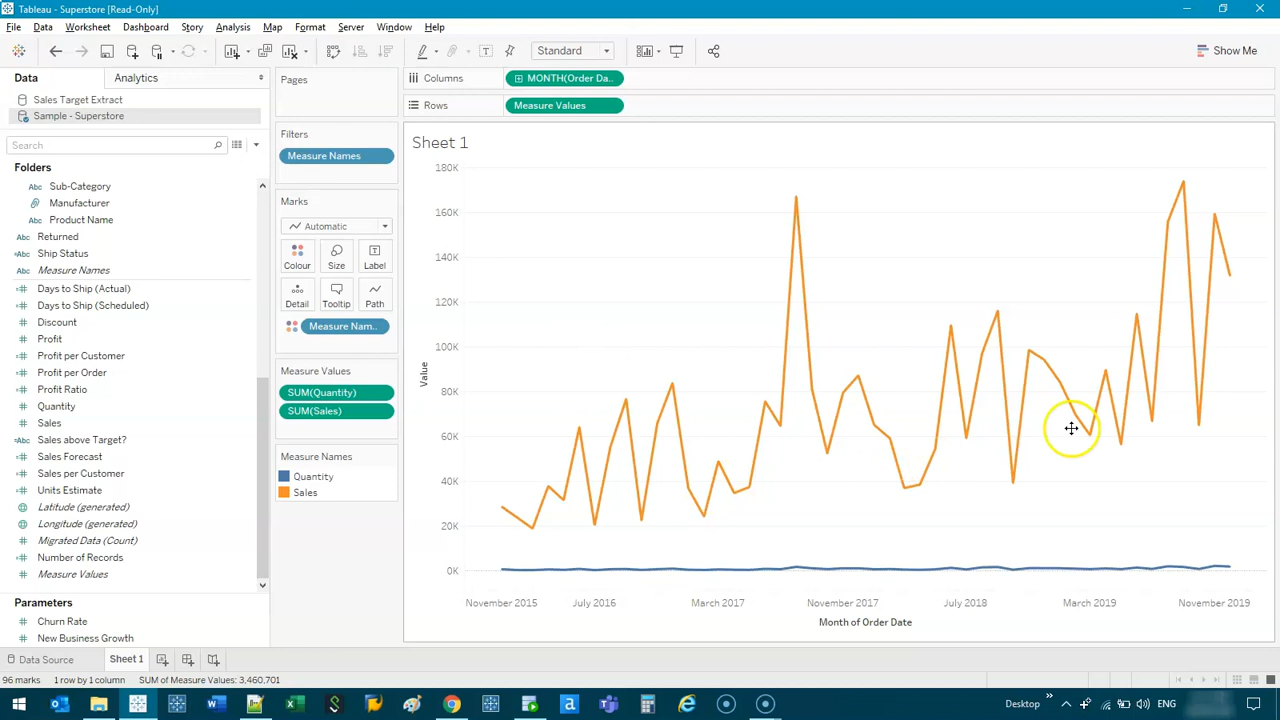 Tableau - Superstore [Read-Only]
File Data Worksheet Dashboard Story Analysis Map Format Server Window Help
Standard
Show Me
Data Analytics
Sales Target Extract
Sample - Superstore
Search
Folders
Abc Sub-Category
Manufacturer
Abc Product Name
Abc Returned
Abc Ship Status
Abc Measure Names
Days to Ship (Actual)
Days to Ship (Scheduled)
Discount
Profit
Profit per Customer
Profit per Order
Profit Ratio
Quantity
Sales
Abc Sales above Target?
Sales Forecast
Sales per Customer
Units Estimate
Latitude (generated)
Longitude (generated)
Migrated Data (Count)
Number of Records
Measure Values
Parameters
Churn Rate
New Business Growth
Pages
Filters
Measure Names
Marks
Automatic
Colour Size Label
Detail Tooltip Path
Measure Nam..
Measure Values
SUM(Quantity)
SUM(Sales)
Measure Names
Quantity
Sales
Columns MONTH(Order Da..
Rows Measure Values
Sheet 1
180K
160K
140K
120K
100K
80K
60K
40K
20K
0K
Value
November 2015 July 2016 March 2017 November 2017 July 2018 March 2019 November 2019
Month of Order Date
Data Source Sheet 1
96 marks 1 row by 1 column SUM of Measure Values: 3,460,701
Desktop ENG